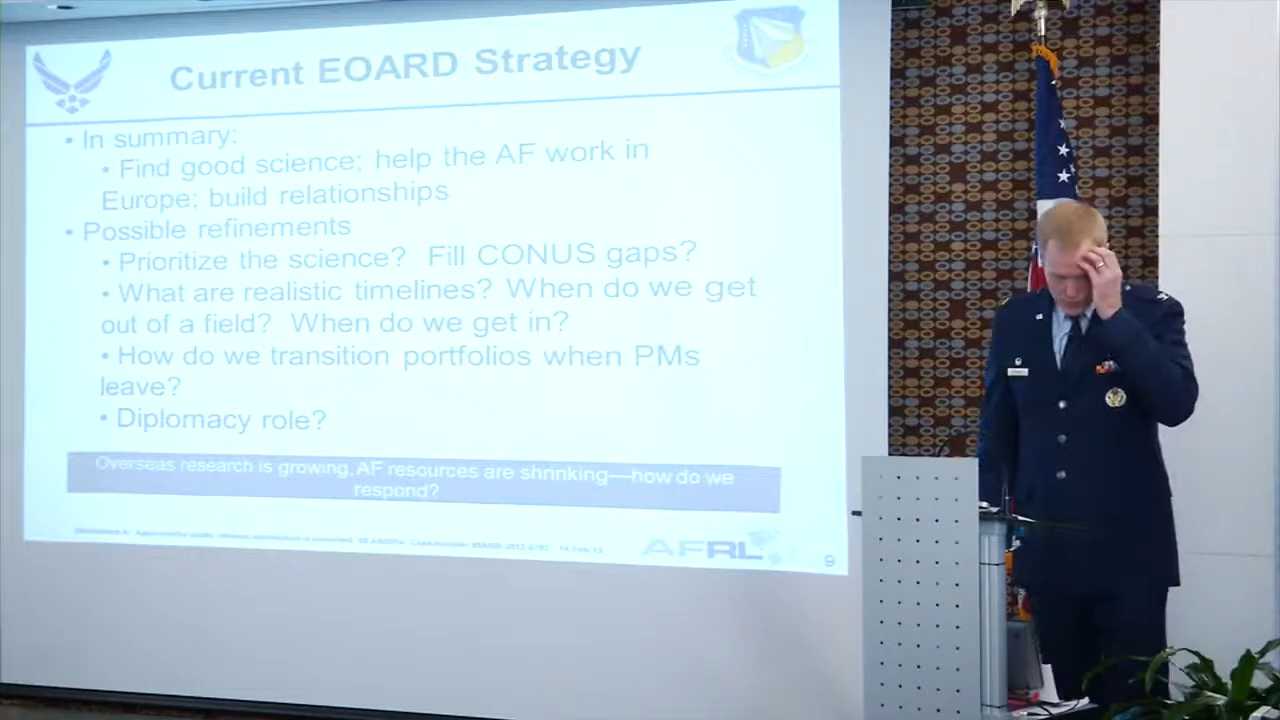 Current EOARD Strategy
• In summary:
• Find good science; help the AF work in
Europe; build relationships
• Possible refinements
• Prioritize the science?  Fill CONUS gaps?
• What are realistic timelines?  When do we get
out of a field?  When do we get in?
• How do we transition portfolios when PMs
leave?
• Diplomacy role?
Overseas research is growing, AF resources are shrinking—how do we
respond?
AFRL
9